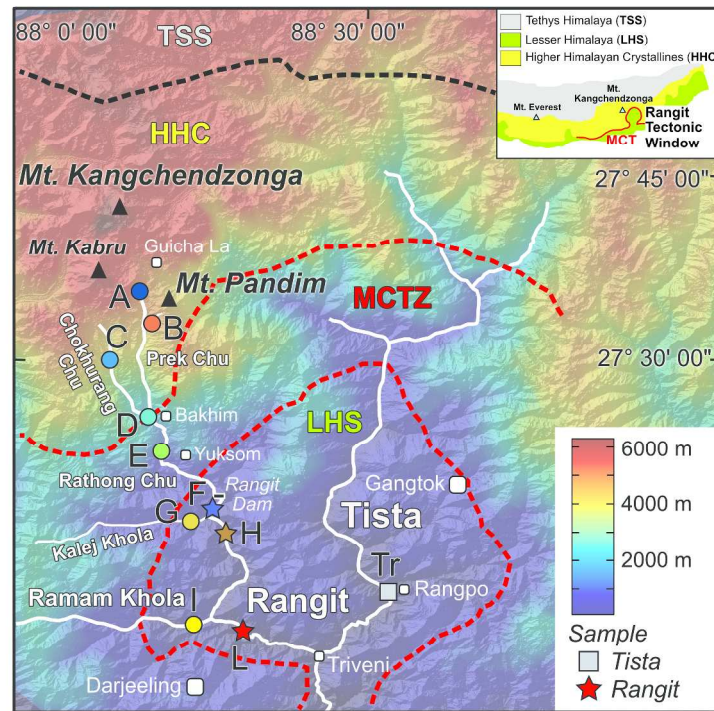 88° 0' 00"
TSS
88° 30' 00"
Tethys Himalaya (TSS)
Lesser Himalaya (LHS)
Higher Himalayan Crystallines (HHC)
Mt. Everest
Mt.
Kangchendzonga
Rangit
Tectonic
Window
MCT
HHC
27° 45' 00"
Mt. Kangchendzonga
Mt. Kabru
Guicha La
Mt. Pandim
A
B
C
MCTZ
Chokhurang
Chu
Prek Chu
27° 30' 00"
D
Bakhim
LHS
E
Yuksom
Rathong Chu
F
Rangit
Dam
Gangtok
G
H
Kalej Khola
Tista
Tr
Rangpo
Ramam Khola
I
Rangit
L
Triveni
Darjeeling
6000 m
4000 m
2000 m
Sample
Tista
Rangit